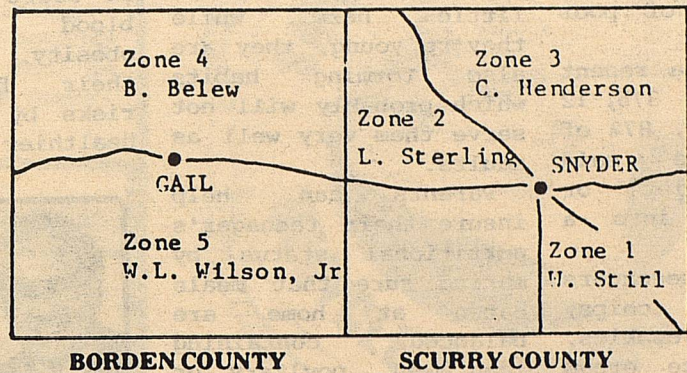 Zone 4
B. Belew
Zone 3
C. Henderson
Zone 2
L. Sterling
SNYDER
GAIL
Zone 5
W.L. Wilson, Jr
Zone 1
W. Stirl
BORDEN COUNTY
SCURRY COUNTY